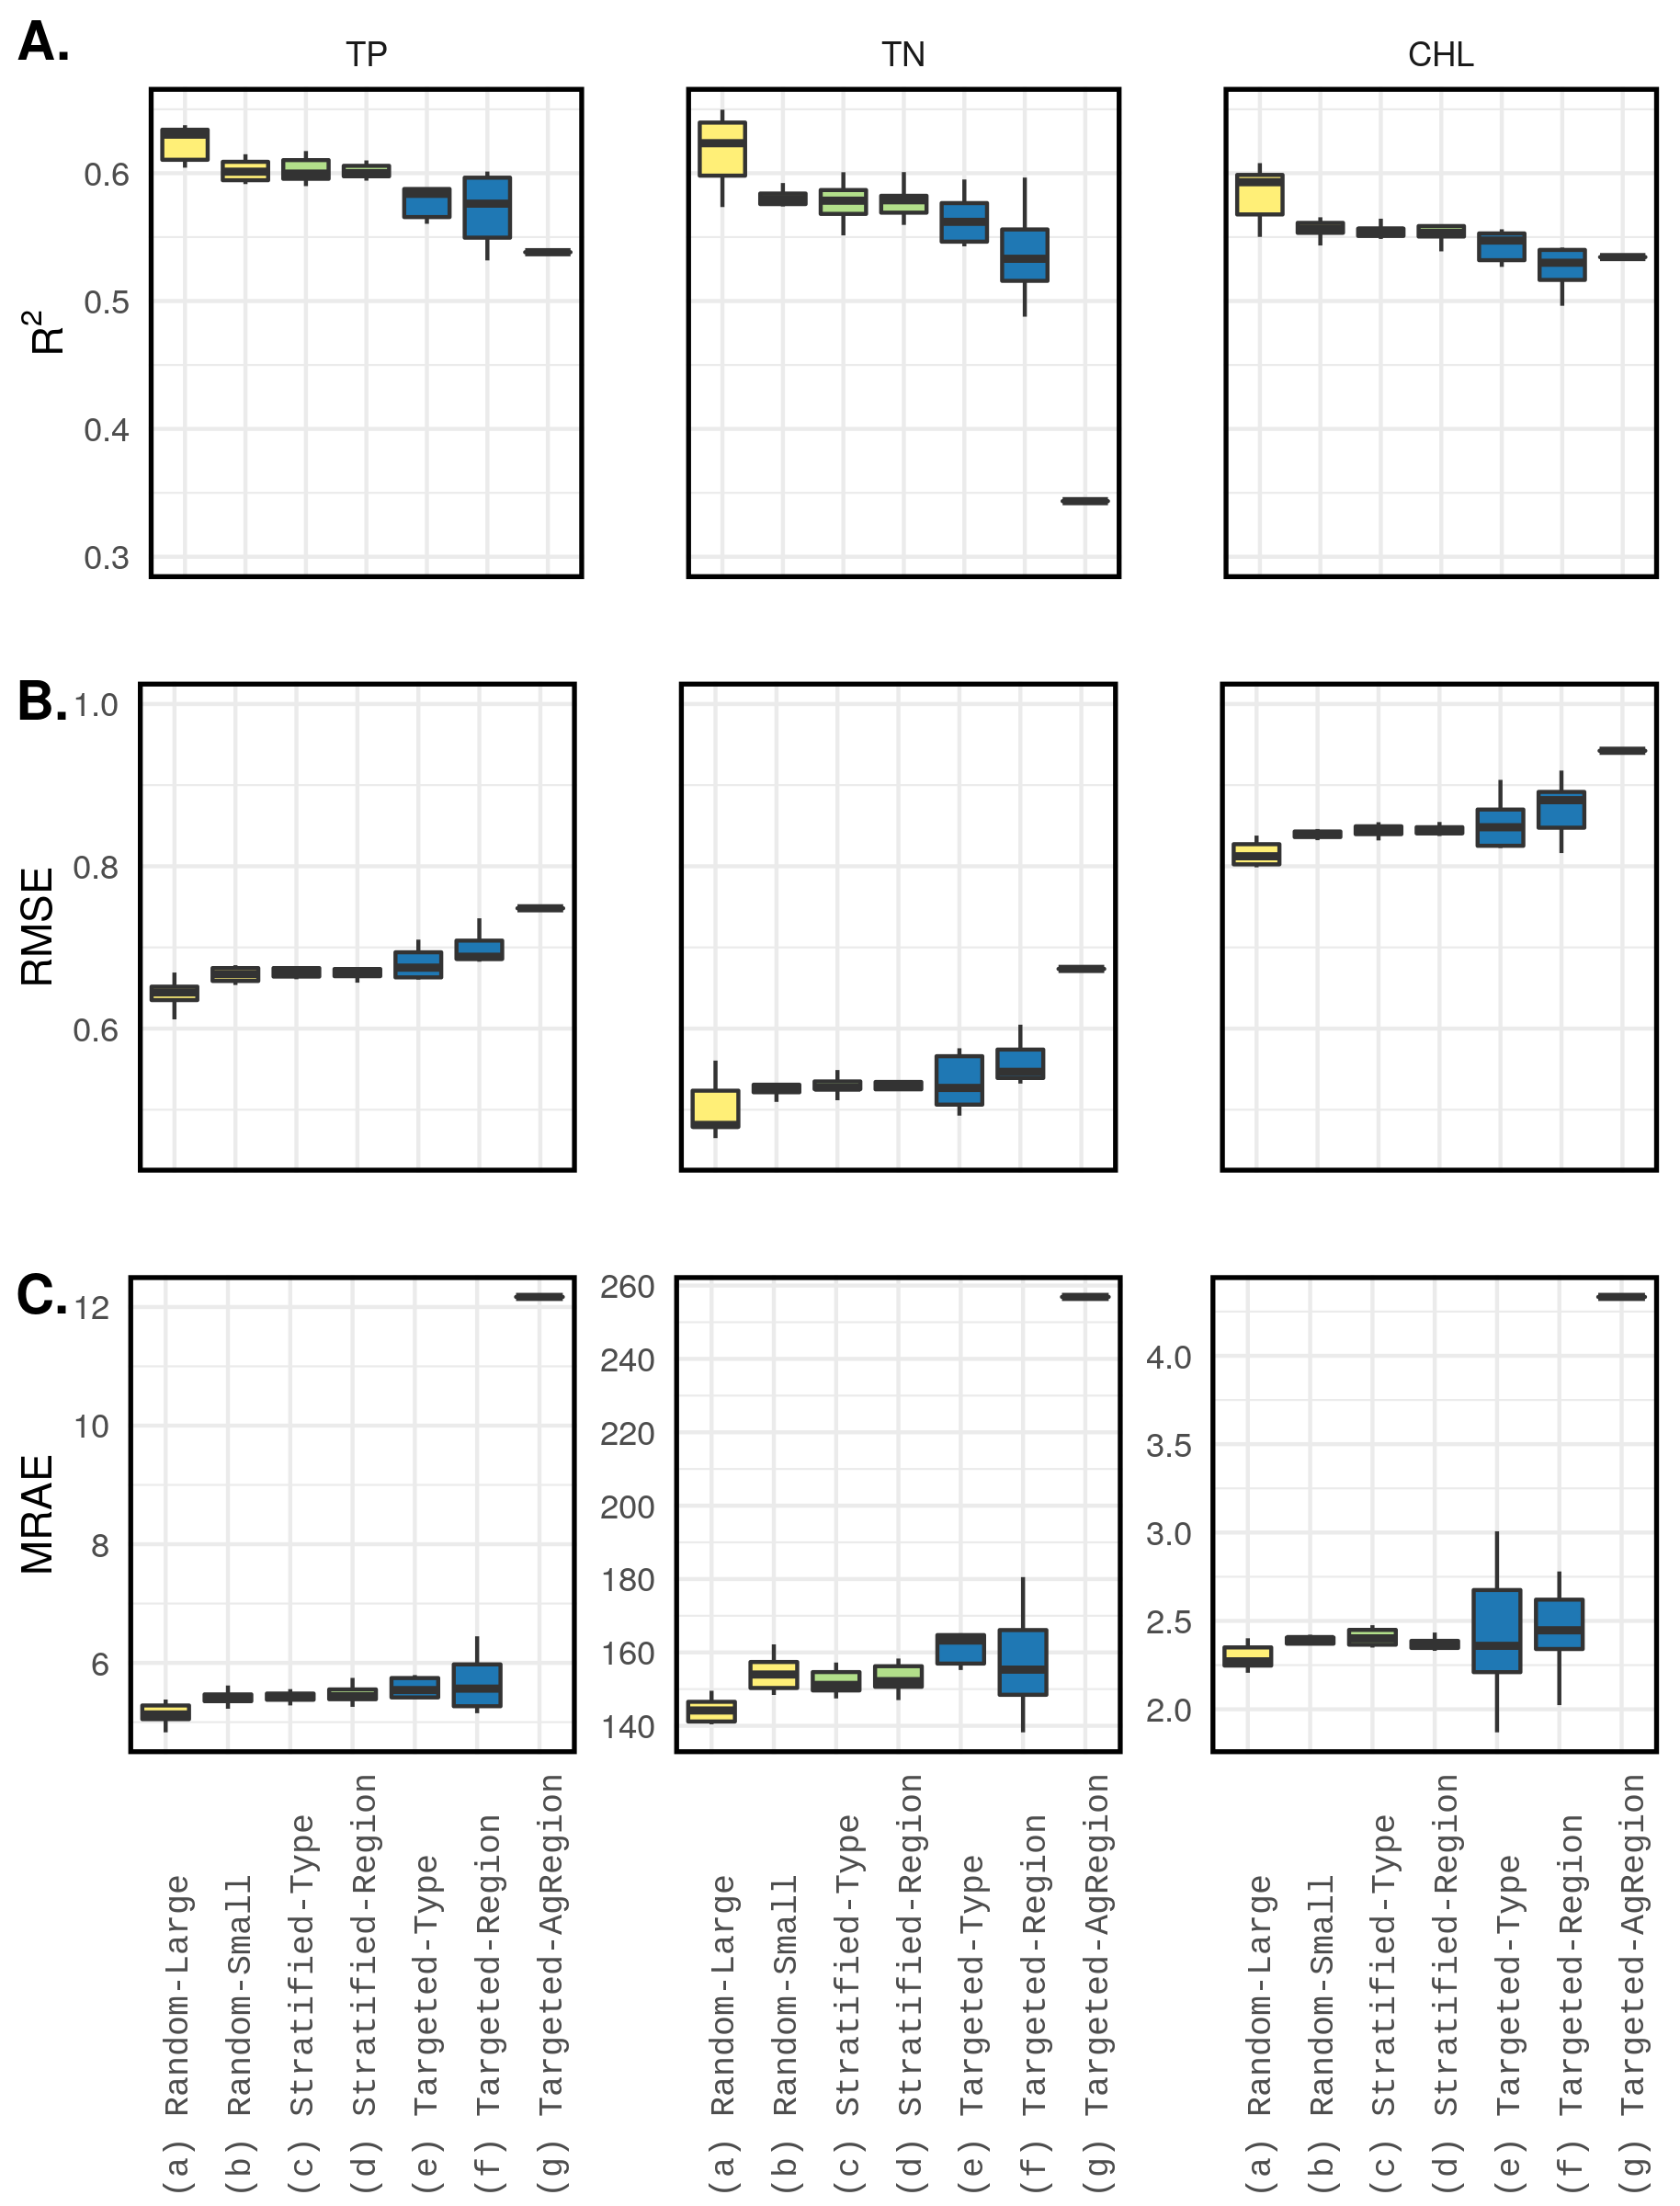 A.
TP TN CHL
R²
0.6
0.5
0.4
0.3
B.
RMSE
1.0
0.8
0.6
C.
MRAE
12
10
8
6
260
240
220
200
180
160
140
4.0
3.5
3.0
2.5
2.0
(a) Random-Large
(b) Random-Small
(c) Stratified-Type
(d) Stratified-Region
(e) Targeted-Type
(f) Targeted-Region
(g) Targeted-AgRegion
(a) Random-Large
(b) Random-Small
(c) Stratified-Type
(d) Stratified-Region
(e) Targeted-Type
(f) Targeted-Region
(g) Targeted-AgRegion
(a) Random-Large
(b) Random-Small
(c) Stratified-Type
(d) Stratified-Region
(e) Targeted-Type
(f) Targeted-Region
(g) Targeted-AgRegion